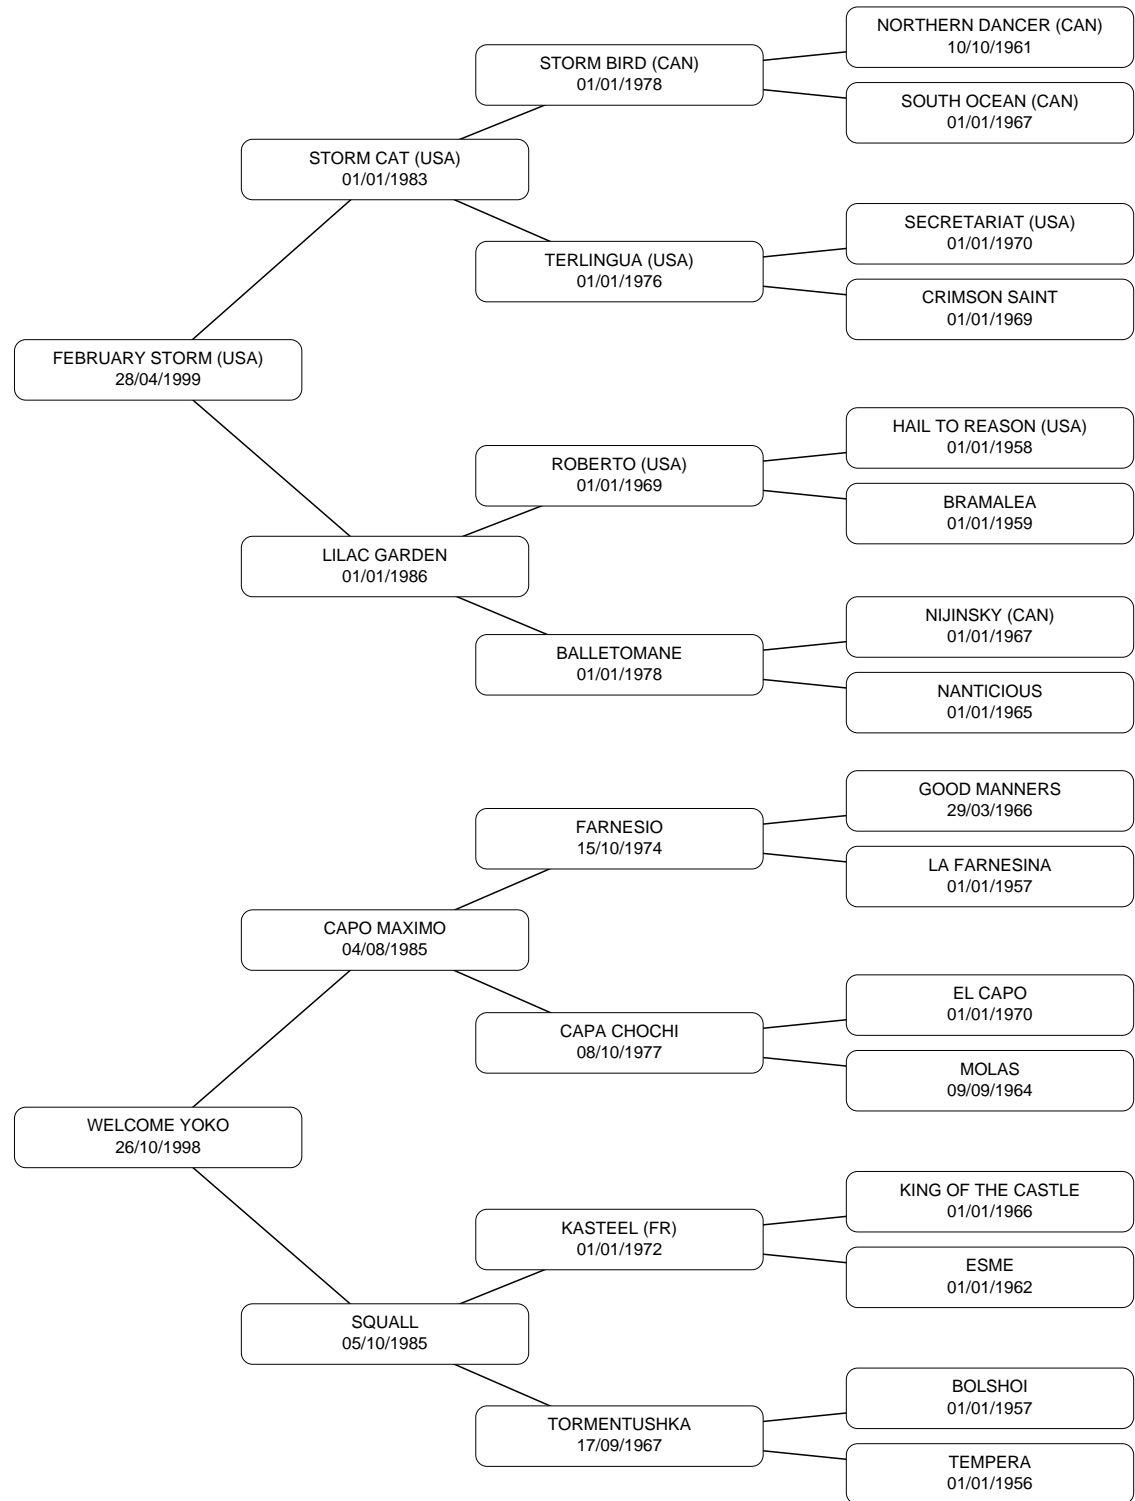 NORTHERN DANCER (CAN)
10/10/1961
STORM BIRD (CAN)
01/01/1978
SOUTH OCEAN (CAN)
01/01/1967
STORM CAT (USA)
01/01/1983
SECRETARIAT (USA)
01/01/1970
TERLINGUA (USA)
01/01/1976
CRIMSON SAINT
01/01/1969
FEBRUARY STORM (USA)
28/04/1999
HAIL TO REASON (USA)
01/01/1958
ROBERTO (USA)
01/01/1969
BRAMALEA
01/01/1959
LILAC GARDEN
01/01/1986
NIJINSKY (CAN)
01/01/1967
BALLETOMANE
01/01/1978
NANTICIOUS
01/01/1965
GOOD MANNERS
29/03/1966
FARNESIO
15/10/1974
LA FARNESINA
01/01/1957
CAPO MAXIMO
04/08/1985
EL CAPO
01/01/1970
CAPA CHOCHI
08/10/1977
MOLAS
09/09/1964
WELCOME YOKO
26/10/1998
KING OF THE CASTLE
01/01/1966
KASTEEL (FR)
01/01/1972
ESME
01/01/1962
SQUALL
05/10/1985
BOLSHOI
01/01/1957
TORMENTUSHKA
17/09/1967
TEMPERA
01/01/1956